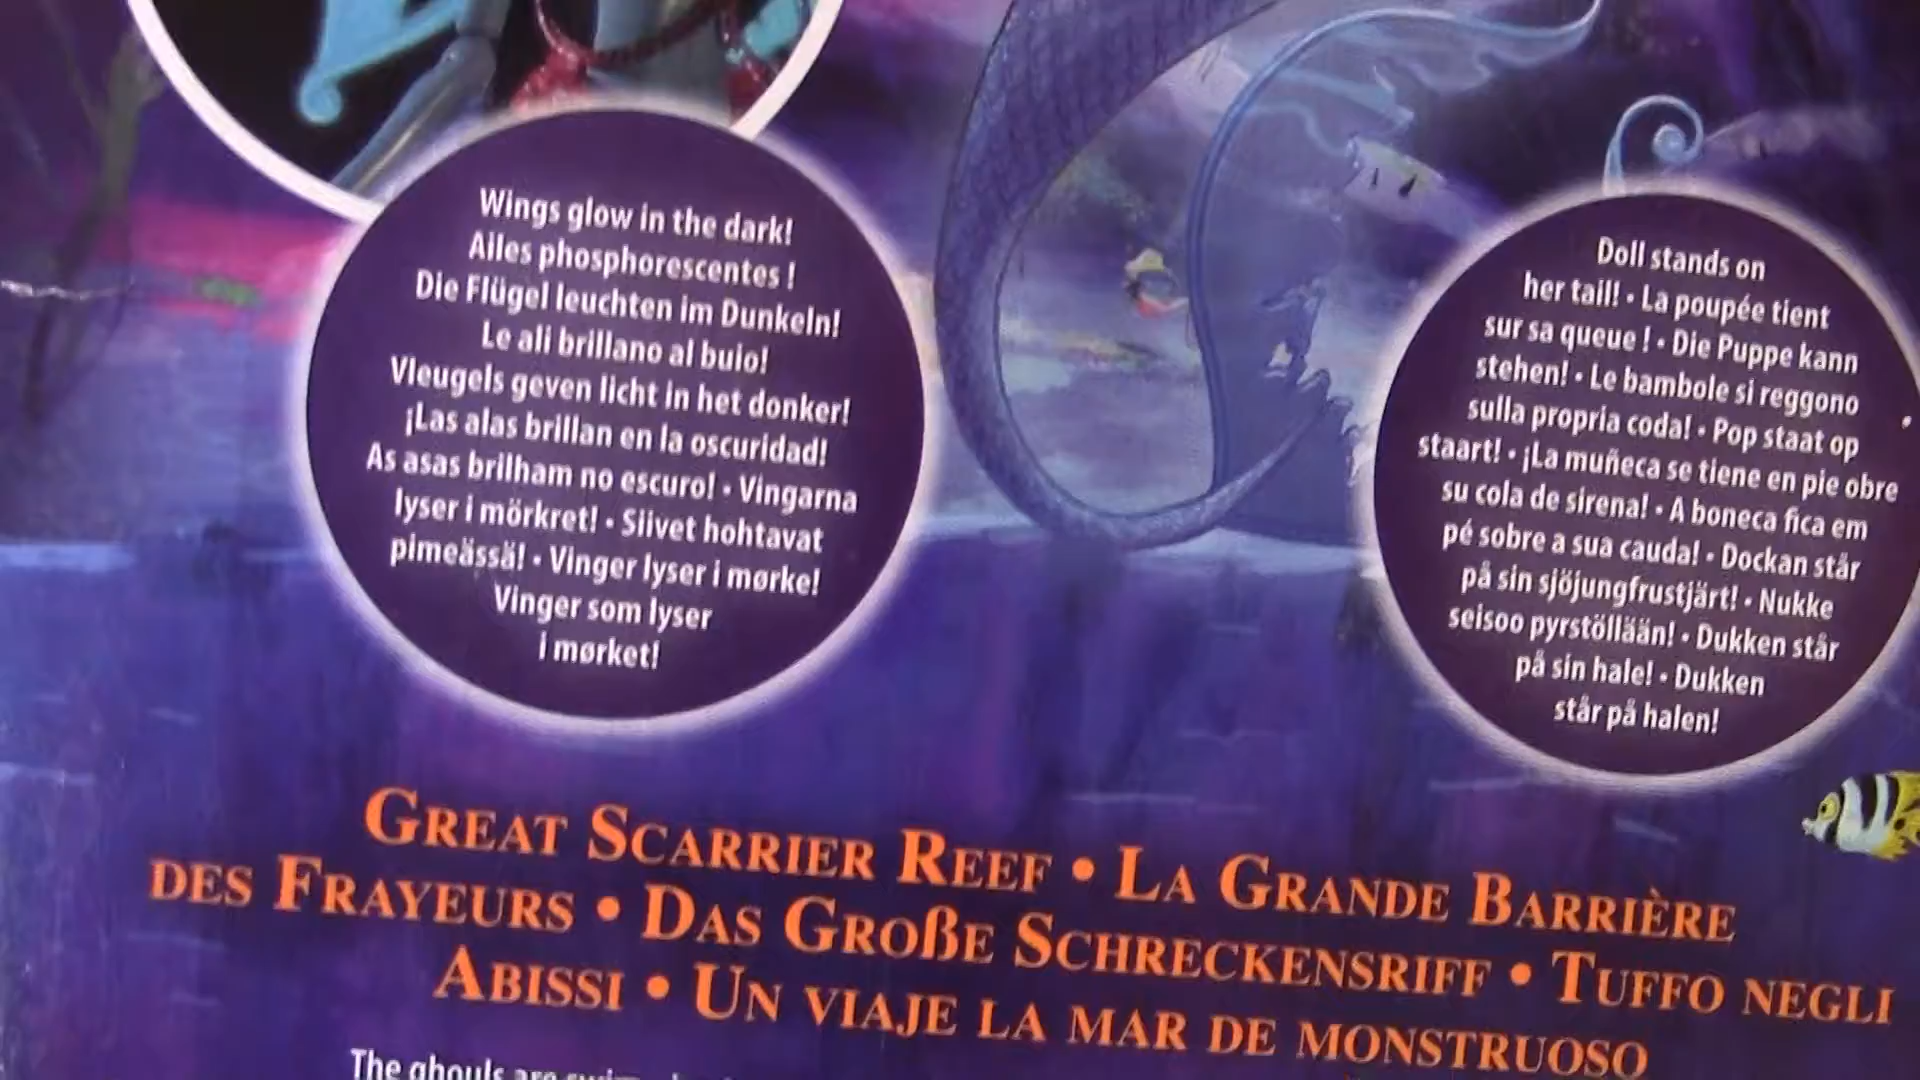 Wings glow in the dark!
Ailes phosphorescentes !
Die Flügel leuchten im Dunkeln!
Le ali brillano al buio!
Vleugels geven licht in het donker!
¡Las alas brillan en la oscuridad!
As asas brilham no escuro! • Vingarna
lyser i mörkret! • Siivet hohtavat
pimeässä! • Vinger lyser i mørke!
Vinger som lyser
i mørket!
Doll stands on
her tail! • La poupée tient
sur sa queue ! • Die Puppe kann
stehen! • Le bambole si reggono
sulla propria coda! • Pop staat op
staart! • ¡La muñeca se tiene en pie obre
su cola de sirena! • A boneca fica em
pé sobre a sua cauda! • Dockan står
på sin sjöjungfrustjärt! • Nukke
seisoo pyrstöllään! • Dukken står
på sin hale! • Dukken
står på halen!
GREAT SCARRIER REEF • LA GRANDE BARRIÈRE
DES FRAYEURS • DAS GROßE SCHRECKENSRIFF • TUFFO NEGLI
ABISSI • UN VIAJE LA MAR DE MONSTRUOSO
The ghouls are